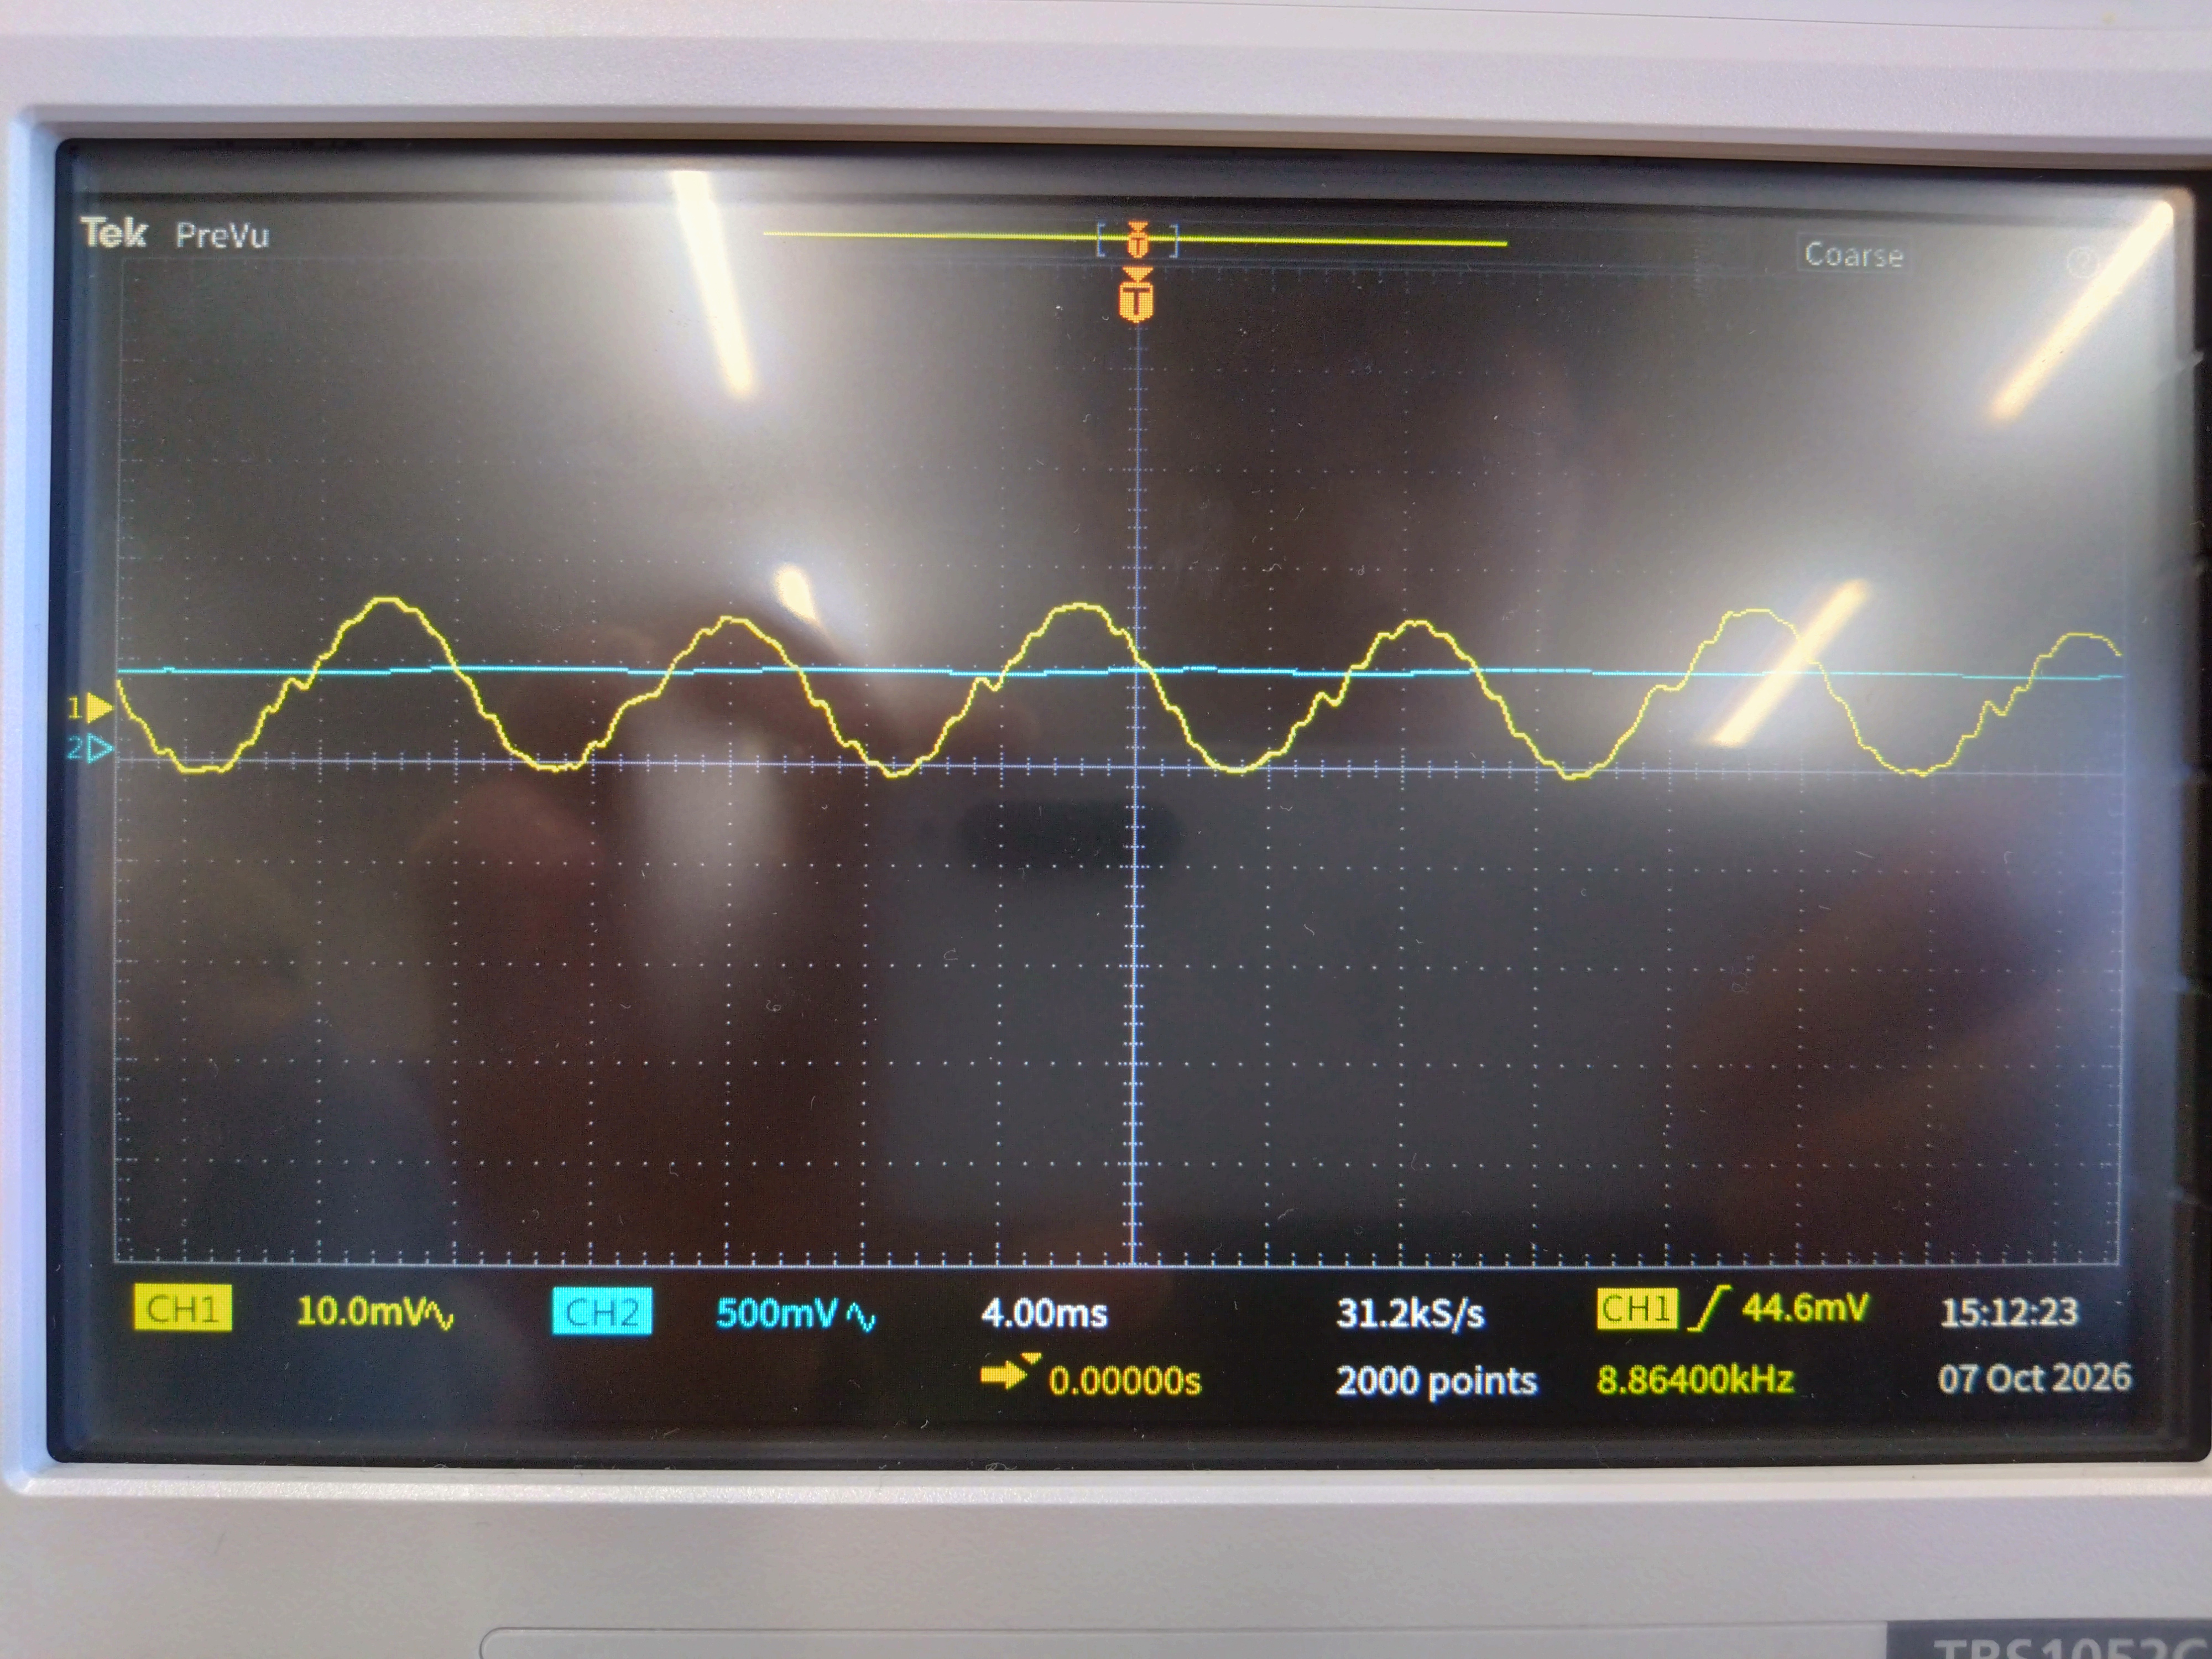 Tek PreVu
T
Coarse
T
1
2
CH1 10.0mV CH2 500mV 4.00ms 31.2kS/s CH1 44.6mV 15:12:23
0.00000s 2000 points 8.86400kHz 07 Oct 2026